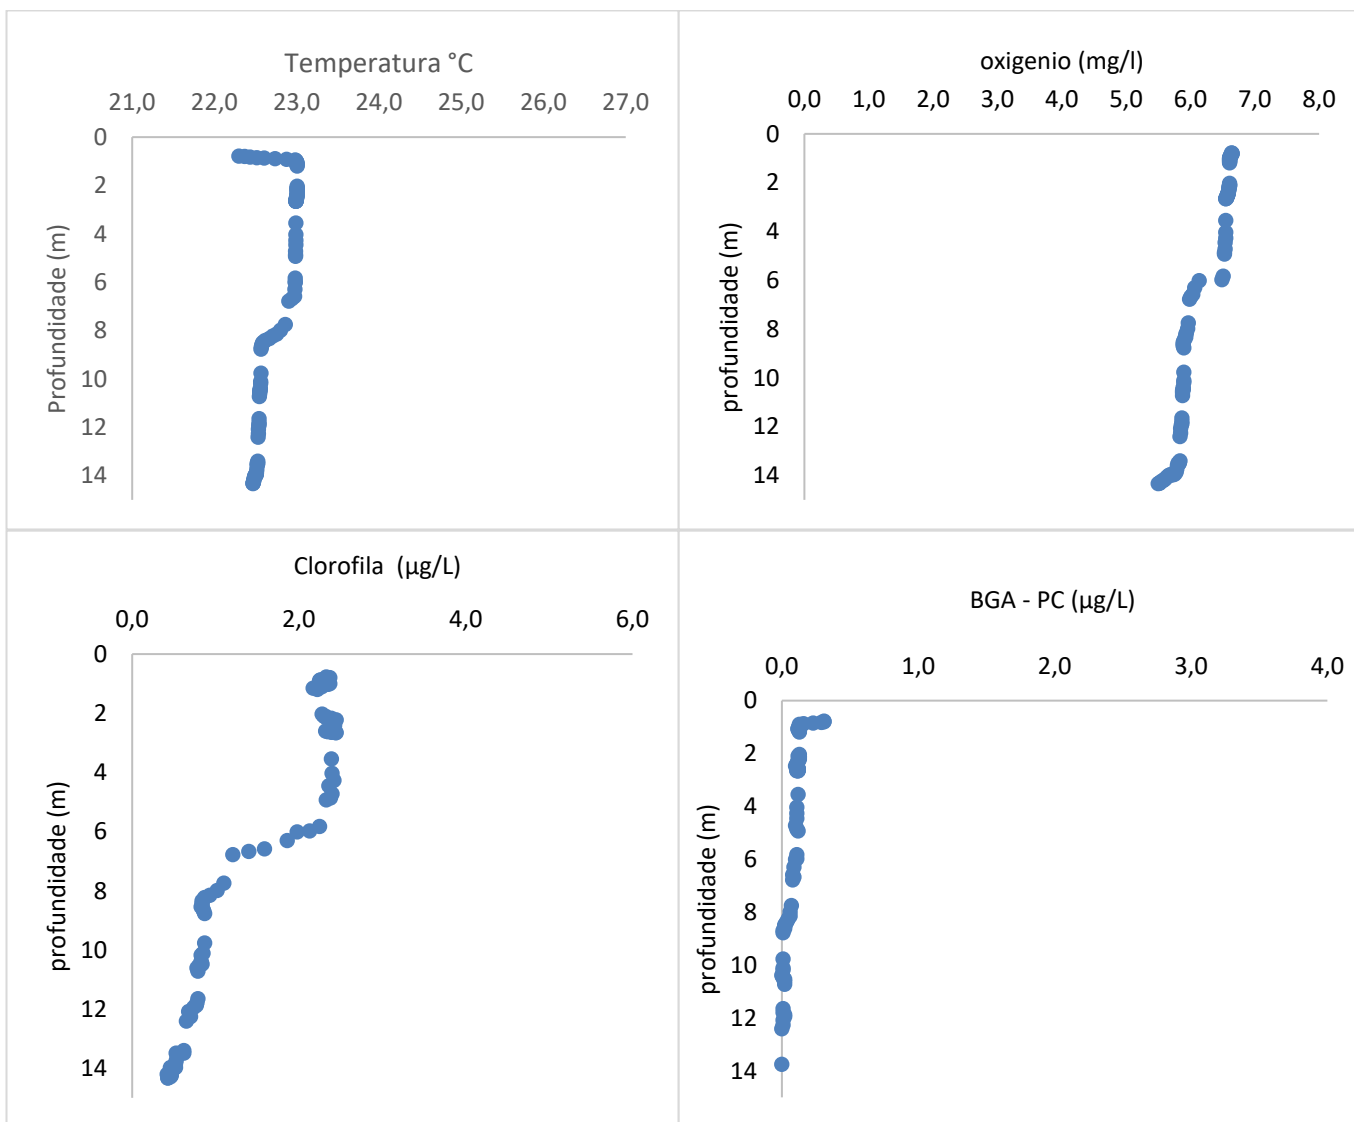 Temperatura °C
21,0 22,0 23,0 24,0 25,0 26,0 27,0
0
2
4
6
8
10
12
14
Profundidade (m)
oxigenio (mg/l)
0,0 1,0 2,0 3,0 4,0 5,0 6,0 7,0 8,0
0
2
4
6
8
10
12
14
profundidade (m)
Clorofila (µg/L)
0,0 2,0 4,0 6,0
0
2
4
6
8
10
12
14
profundidade (m)
BGA - PC (µg/L)
0,0 1,0 2,0 3,0 4,0
0
2
4
6
8
10
12
14
profundidade (m)